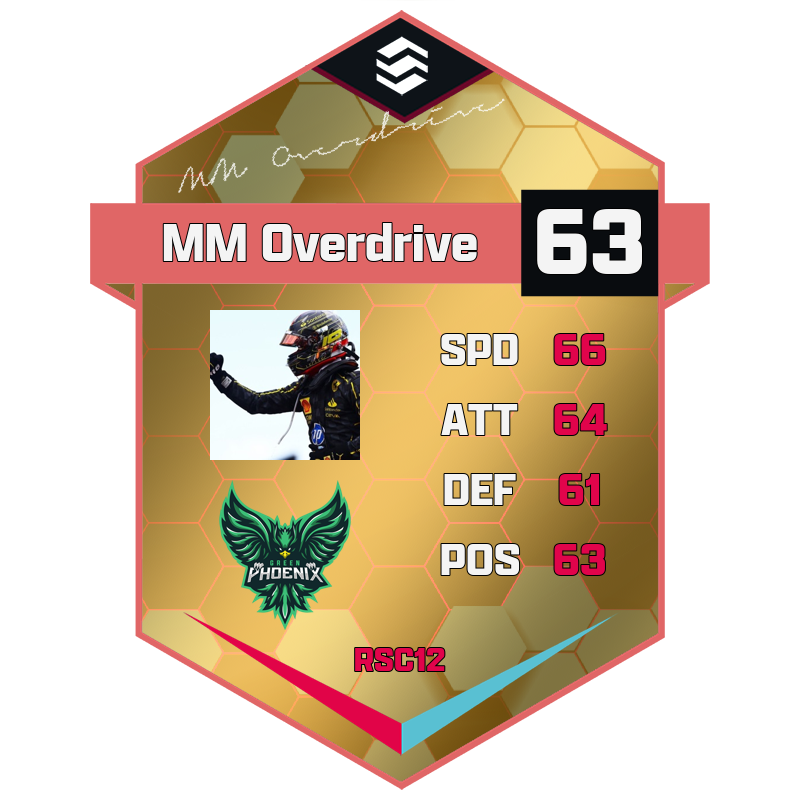 MM Overdrive
MM Overdrive 63
SPD 66
ATT 64
DEF 61
GREEN
PHOENIX
POS 63
RSC12